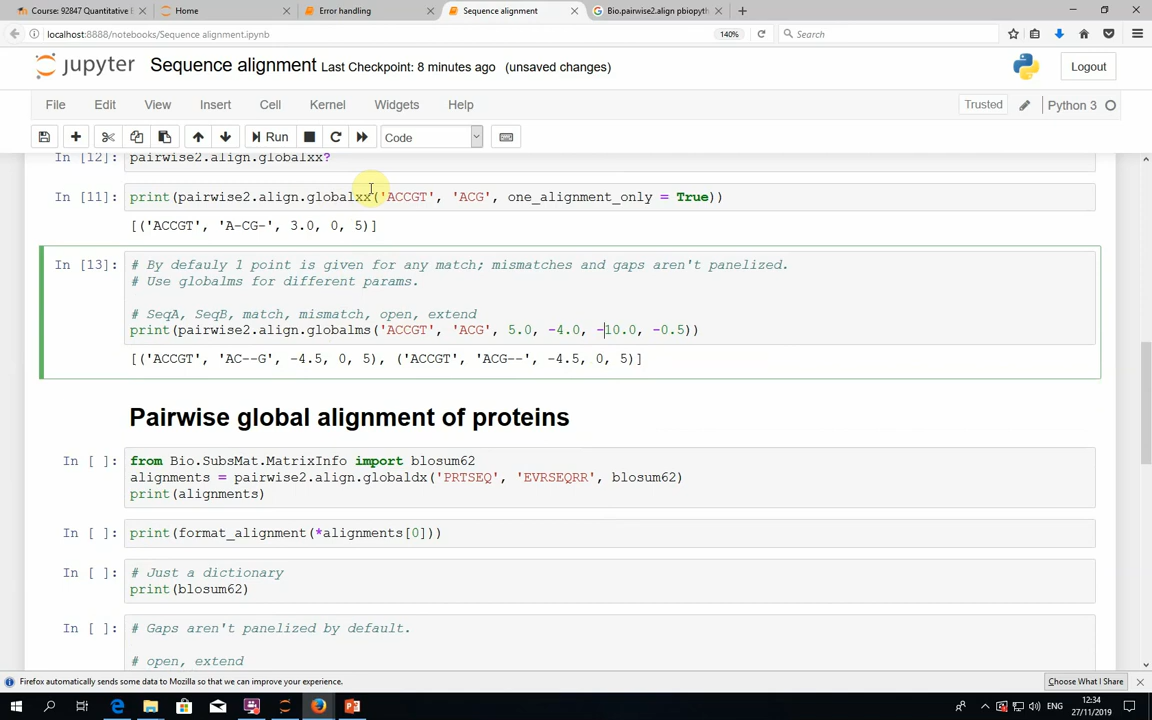 Course: 92847 Quantitative E
Home
Error handling
Sequence alignment
Bio.pairwise2.align pbiopyth
localhost:8888/notebooks/Sequence alignment.ipynb
140%
Search
jupyter
Sequence alignment Last Checkpoint: 8 minutes ago (unsaved changes)
Logout
File Edit View Insert Cell Kernel Widgets Help
Trusted
Python 3
Run
Code
In [12]: pairwise2.align.globalxx?
In [11]: print(pairwise2.align.globalxx('ACCGT', 'ACG', one_alignment_only = True))
[('ACCGT', 'A-CG-', 3.0, 0, 5)]
In [13]: # By defauly 1 point is given for any match; mismatches and gaps aren't panelized.
# Use globalms for different params.
# SeqA, SeqB, match, mismatch, open, extend
print(pairwise2.align.globalms('ACCGT', 'ACG', 5.0, -4.0, -10.0, -0.5))
[('ACCGT', 'AC--G', -4.5, 0, 5), ('ACCGT', 'ACG--', -4.5, 0, 5)]
Pairwise global alignment of proteins
In [ ]: from Bio.SubsMat.MatrixInfo import blosum62
alignments = pairwise2.align.globaldx('PRTSEQ', 'EVRSEQRR', blosum62)
print(alignments)
In [ ]: print(format_alignment(*alignments[0]))
In [ ]: # Just a dictionary
print(blosum62)
In [ ]: # Gaps aren't panelized by default.
# open, extend
Firefox automatically sends some data to Mozilla so that we can improve your experience.
Choose What I Share
ENG
12:34
27/11/2019